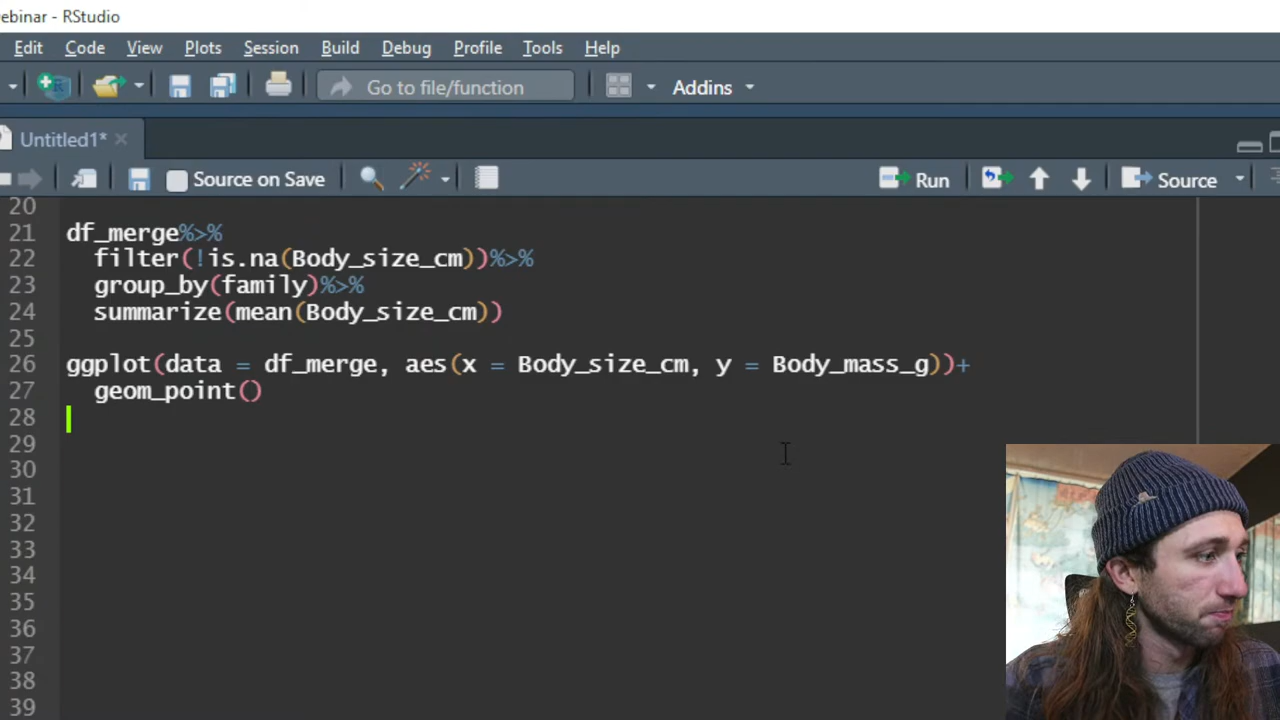 ebinar - RStudio
Edit Code View Plots Session Build Debug Profile Tools Help
Go to file/function Addins
Untitled1*
Source on Save Run Source
20
21 df_merge%>%
22 filter(!is.na(Body_size_cm))%>%
23 group_by(family)%>%
24 summarize(mean(Body_size_cm))
25
26 ggplot(data = df_merge, aes(x = Body_size_cm, y = Body_mass_g))+
27 geom_point()
28
29
30
31
32
33
34
35
36
37
38
39